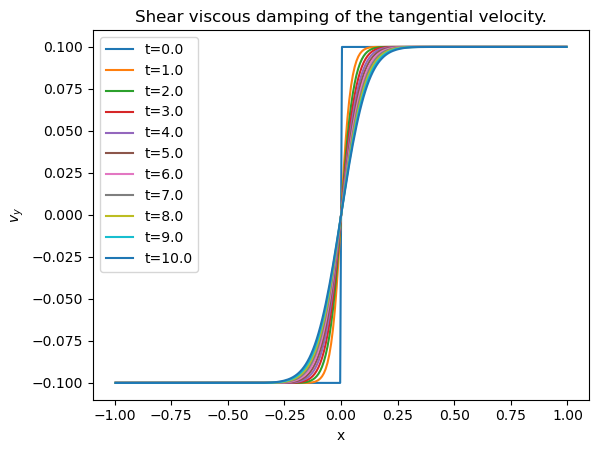 Shear viscous damping of the tangential velocity.
0.100
0.075
0.050
0.025
0.000
−0.025
−0.050
−0.075
−0.100
v_y
t=0.0
t=1.0
t=2.0
t=3.0
t=4.0
t=5.0
t=6.0
t=7.0
t=8.0
t=9.0
t=10.0
−1.00 −0.75 −0.50 −0.25 0.00 0.25 0.50 0.75 1.00
x